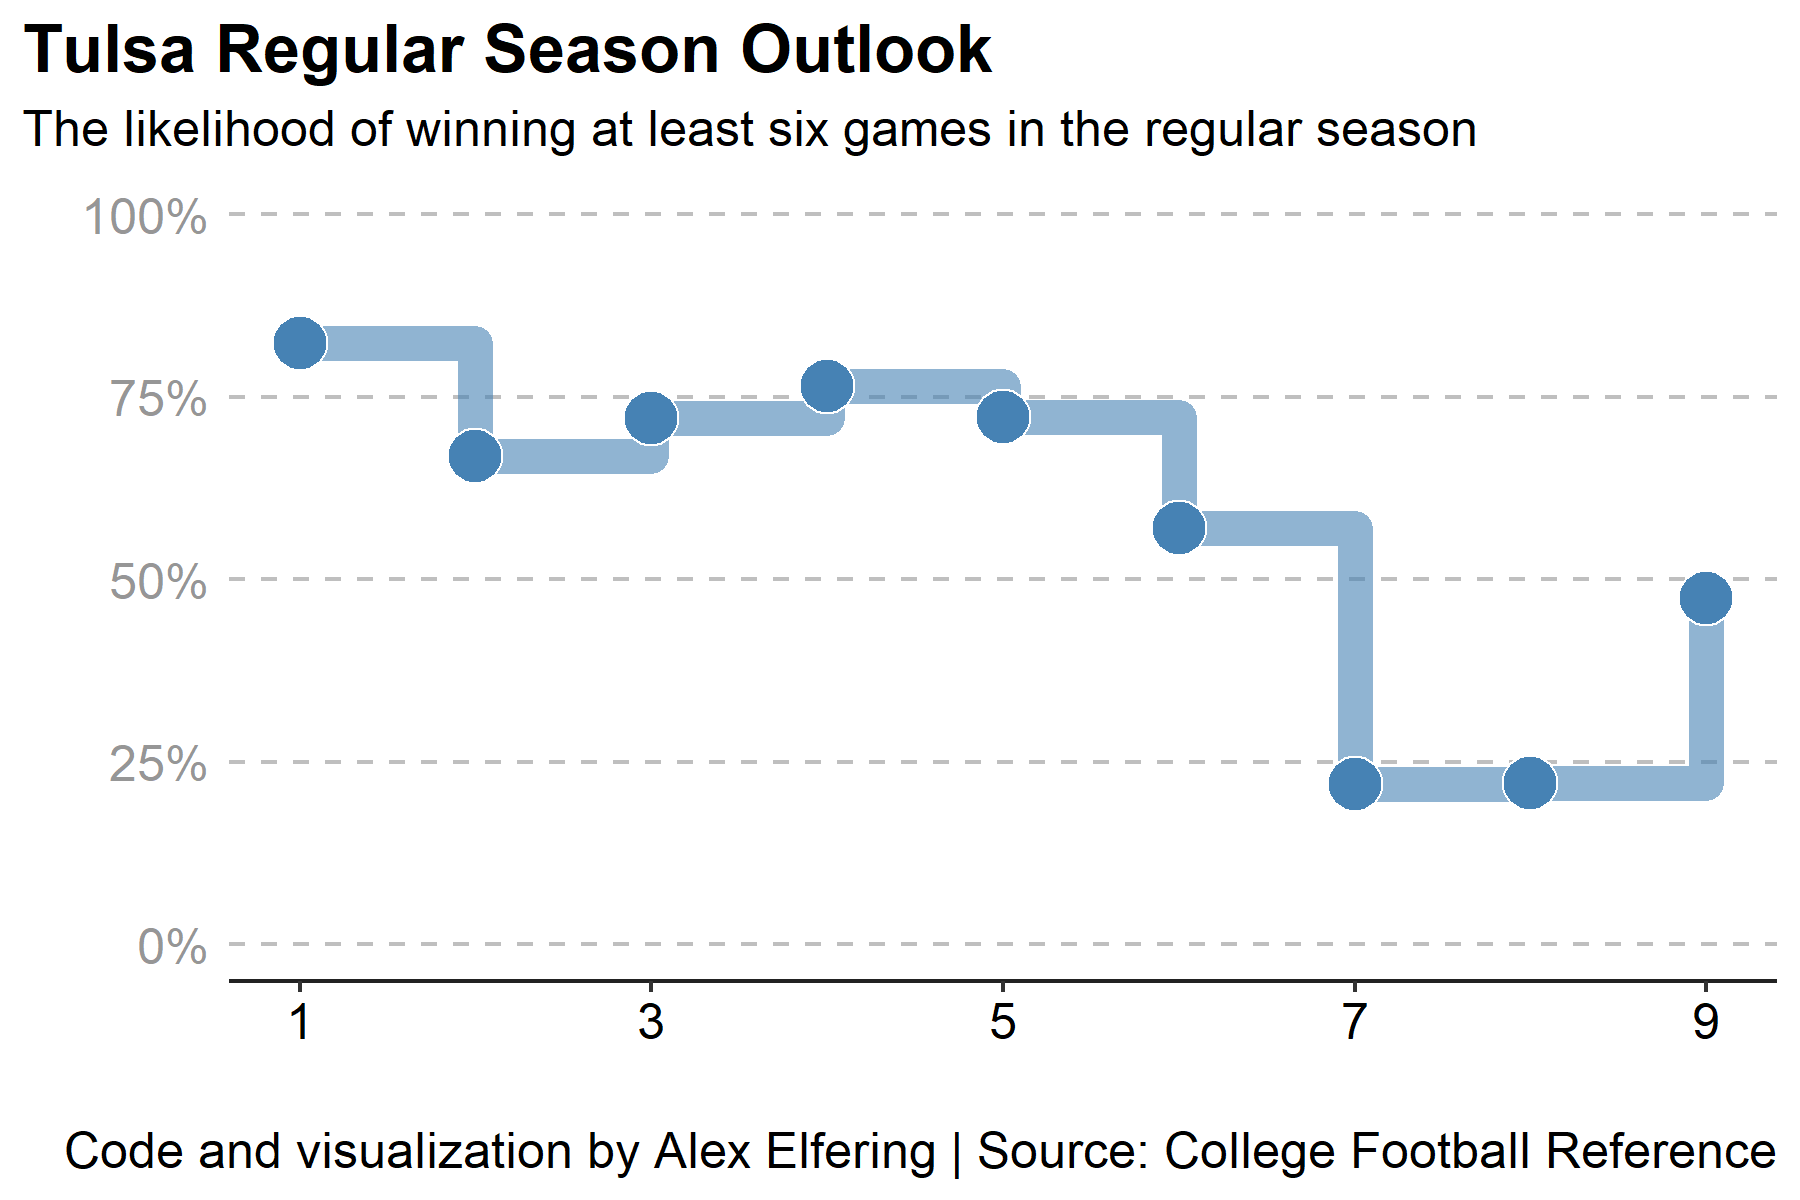 Tulsa Regular Season Outlook
The likelihood of winning at least six games in the regular season
100%
75%
50%
25%
0%
1 3 5 7 9
Code and visualization by Alex Elfering | Source: College Football Reference